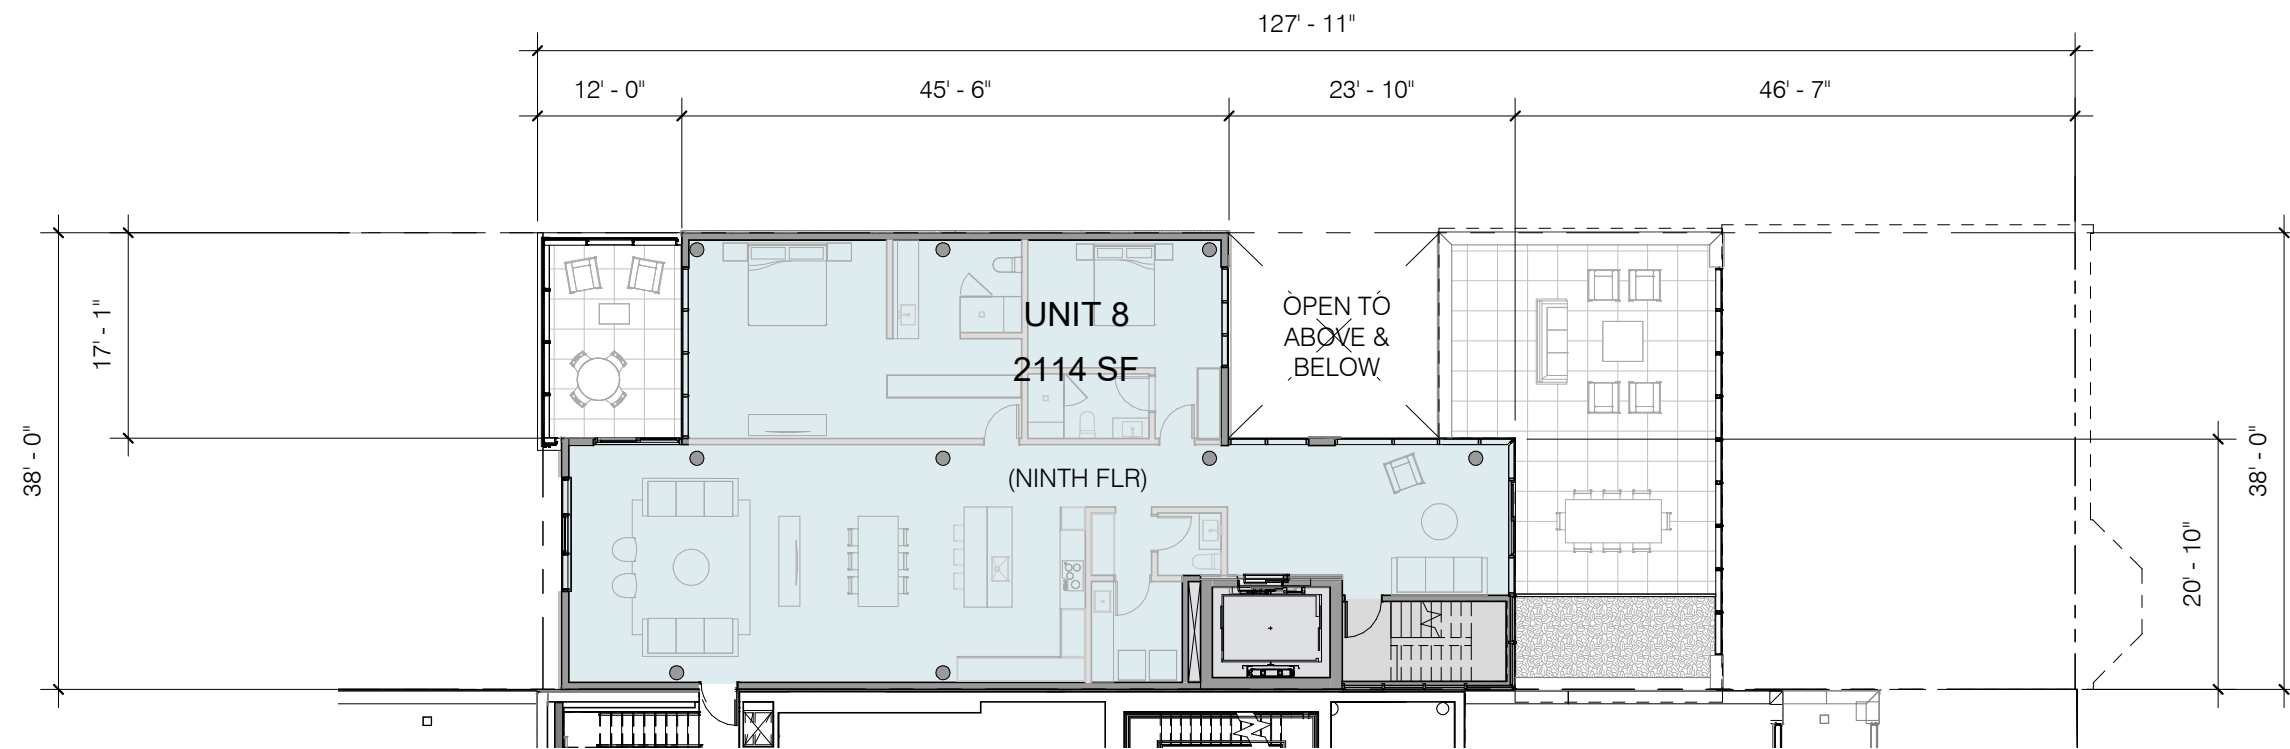 127' - 11"
12' - 0"
45' - 6"
23' - 10"
46' - 7"
17' - 1"
38' - 0"
UNIT 8
2114 SF
OPEN TO
ABOVE &
BELOW
(NINTH FLR)
38' - 0"
20' - 10"